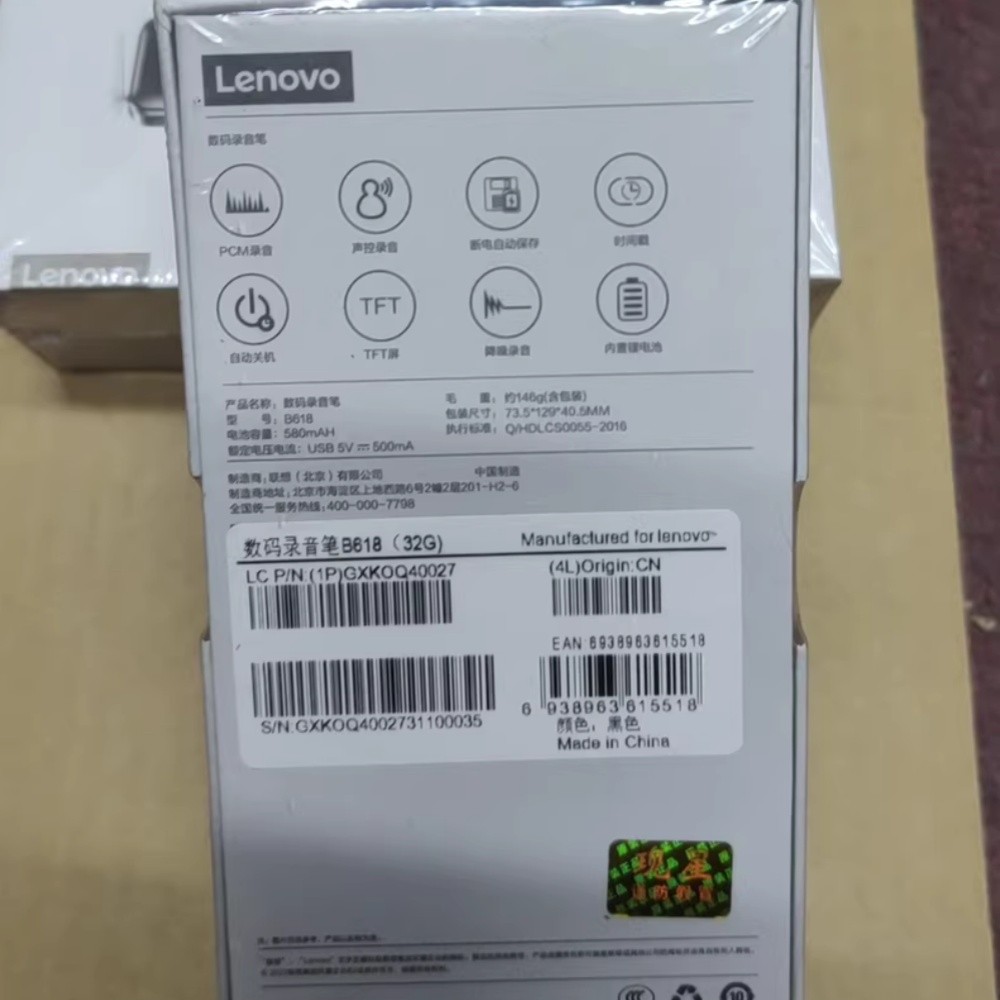 Lenovo
数码录音笔
PCM录音
声控录音
断电自动保存
时间戳
自动关机
TFT
TFT屏
降噪录音
内置锂电池
产品名称：数码录音笔
型 号：B618
电池容量：580mAH
额定电压电流：USB 5V ⎓ 500mA
毛 重：约146g(含包装)
包装尺寸：73.5*129*40.5MM
执行标准：Q/HDLCS0055-2016
制造商：联想（北京）有限公司 中国制造
制造商地址：北京市海淀区上地西路6号2幢2层201-H2-6
全国统一服务热线：400-000-7798
数码录音笔B618（32G) Manufactured for lenovo™
LC P/N:(1P)GXK0Q40027
(4L)Origin:CN
EAN:6938963615518
S/N:GXK0Q4002731100035
6 938963 615518
颜色：黑色
Made in China
Lenovo
10